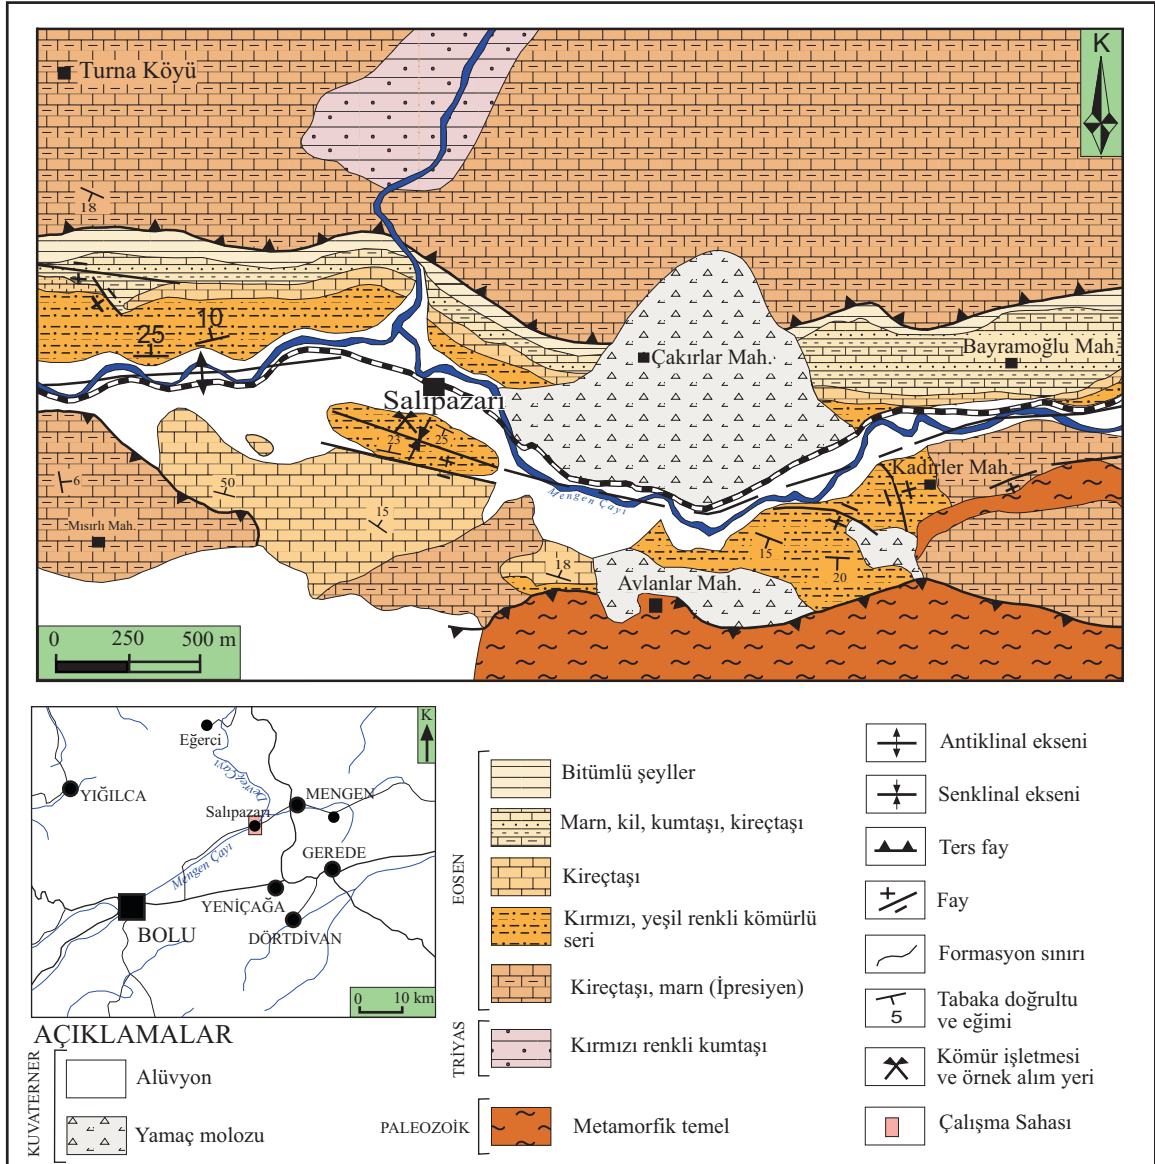 K
Turna Köyü
18
10
25
Çakırlar Mah.
Bayramoğlu Mah.
Salıpazarı
23
25
Kadirler Mah.
6
50
Mengen Çayı
15
Mısırlı Mah.
15
18
20
Avlanlar Mah.
0 250 500 m
K
Eğerci
Devrek Çayı
YIĞILCA
MENGEN
Salıpazarı
Mengen Çayı
GEREDE
YENİÇAĞA
BOLU
DÖRTDİVAN
0 10 km
AÇIKLAMALAR
KUVATERNER
Alüvyon
Yamaç molozu
EOSEN
Bitümlü şeyller
Marn, kil, kumtaşı, kireçtaşı
Kireçtaşı
Kırmızı, yeşil renkli kömürlü
seri
Kireçtaşı, marn (İpresiyen)
TRİYAS
Kırmızı renkli kumtaşı
PALEOZOİK
Metamorfik temel
Antiklinal ekseni
Senklinal ekseni
Ters fay
Fay
Formasyon sınırı
5
Tabaka doğrultu
ve eğimi
Kömür işletmesi
ve örnek alım yeri
Çalışma Sahası